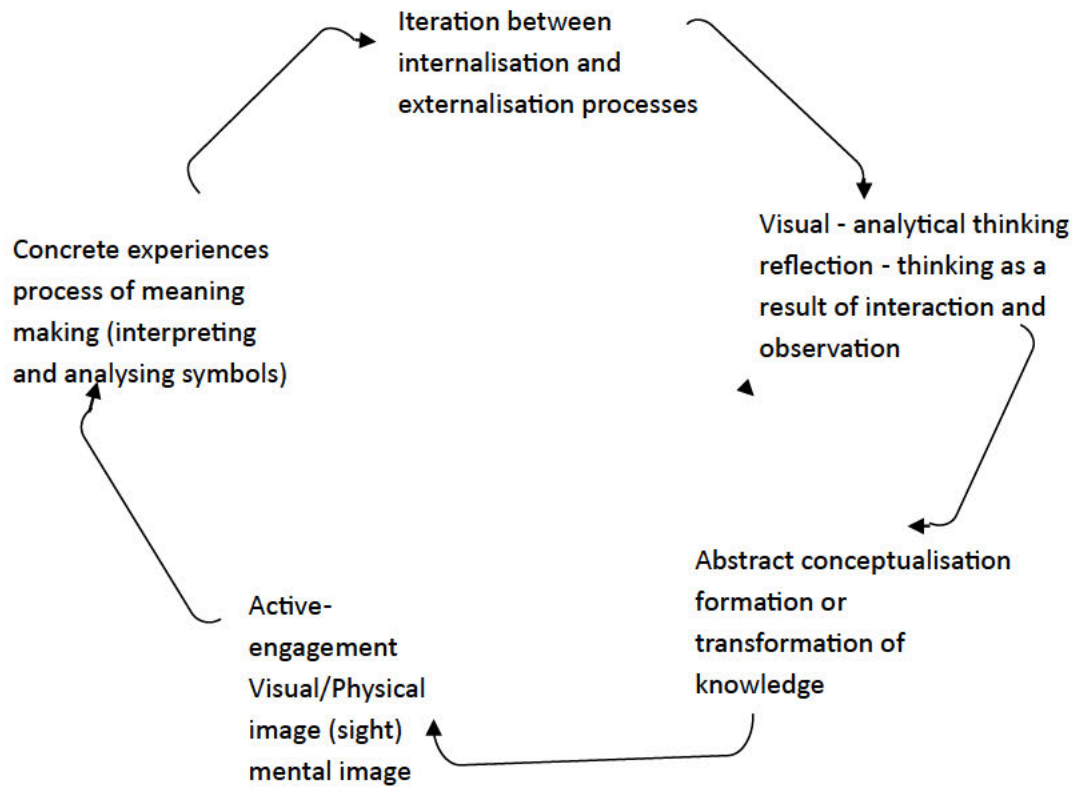 Iteration between
internalisation and
externalisation processes
Visual - analytical thinking
reflection - thinking as a
result of interaction and
observation
Abstract conceptualisation
formation or
transformation of
knowledge
Active-
engagement
Visual/Physical
image (sight)
mental image
Concrete experiences
process of meaning
making (interpreting
and analysing symbols)